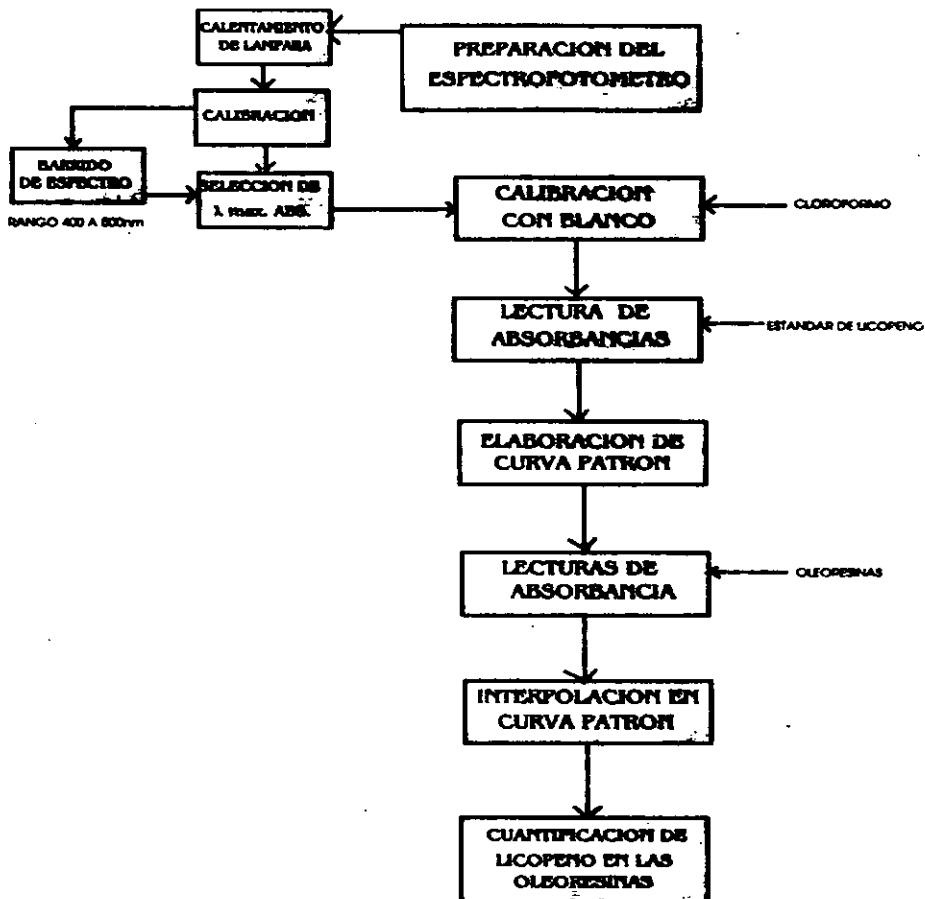 PREPARACION DEL
ESPECTROFOTOMETRO
CALENTAMIENTO
DE LAMPARA
CALIBRACION
BARRIDO
DE ESPECTRO
RANGO 400 A 800nm
SELECCION DE
λ max. ABS.
CALIBRACION
CON BLANCO
CLOROFORMO
LECTURA DE
ABSORBANCIAS
ESTANDAR DE LICOPENO
ELABORACION DE
CURVA PATRON
LECTURAS DE
ABSORBANCIA
OLEORESINAS
INTERPOLACION EN
CURVA PATRON
CUANTIFICACION DE
LICOPENO EN LAS
OLEORESINAS